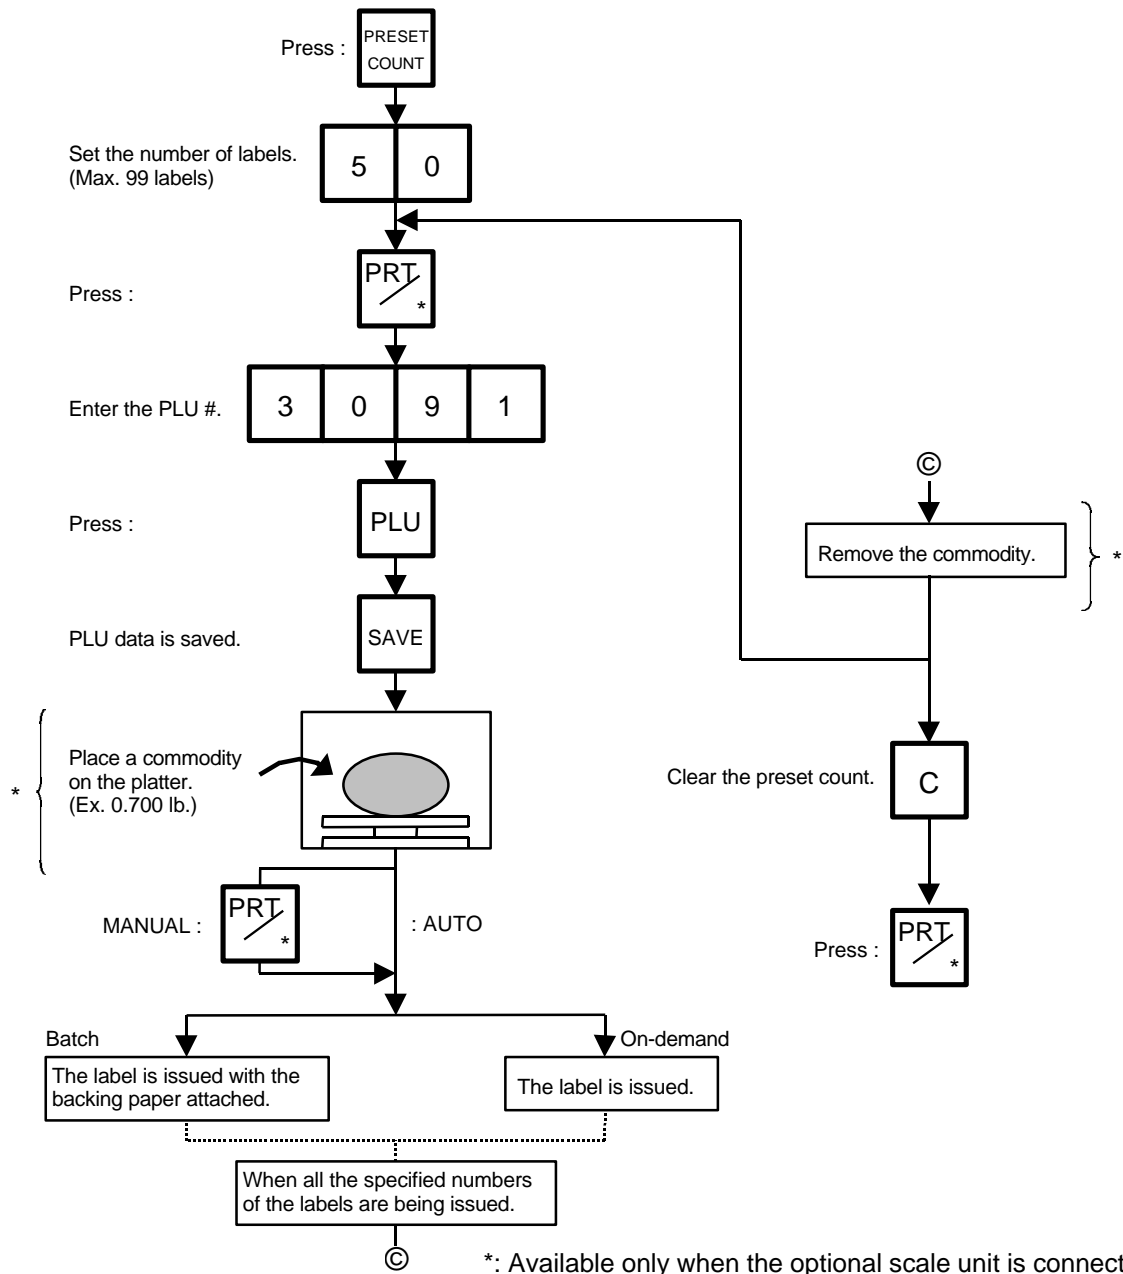 Press :
PRESET
COUNT
Set the number of labels.
(Max. 99 labels)
5 0
Press :
PRT
*
Enter the PLU #.
3 0 9 1
Press :
PLU
PLU data is saved.
SAVE
*
Place a commodity
on the platter.
(Ex. 0.700 lb.)
MANUAL :
PRT
*
: AUTO
Batch
The label is issued with the
backing paper attached.
On-demand
The label is issued.
When all the specified numbers
of the labels are being issued.
©
©
Remove the commodity.
*
Clear the preset count.
C
Press :
PRT
*
*: Available only when the optional scale unit is connect